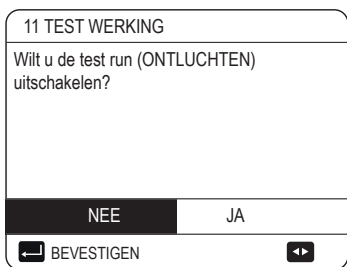 11 TEST WERKING
Wilt u de test run (ONTLUCHTEN)
uitschakelen?
NEE JA
BEVESTIGEN